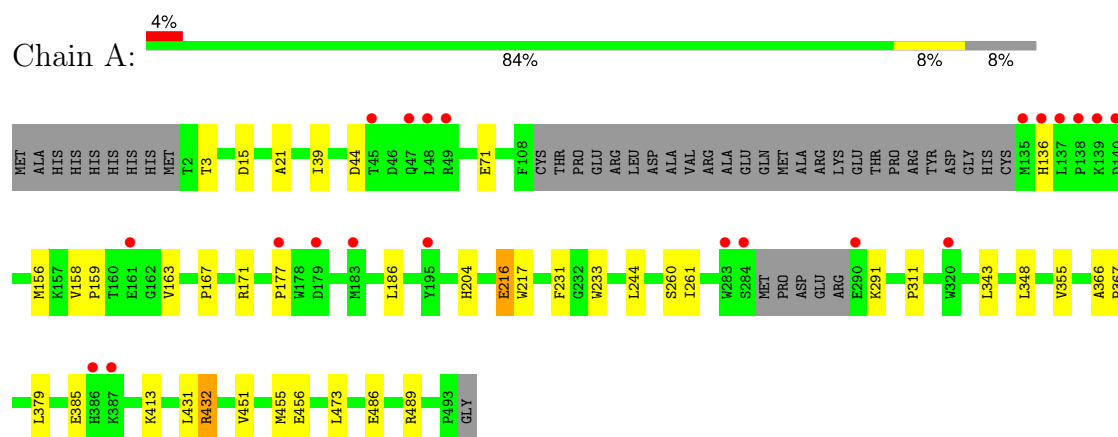 4%
Chain A:
84% 8% 8%
MET ALA HIS HIS HIS HIS HIS HIS MET T2 T3 D15 A21 I39 D44 T45 D46 Q47 L48 R49 E71 F108 CYS THR PRO GLU ARG LEU ASP ALA VAL ARG ALA GLU GLN MET ALA ARG LYS GLU THR PRO ARG TYR ASP GLY HIS CYS M135 H136 L137 P138 K139 D140
M156 K157 V158 P159 T160 E161 G162 V163 P167 R171 P177 W178 D179 M183 L186 Y195 H204 E216 W217 F231 G232 W233 L244 S260 I261 W283 S284 MET PRO ASP GLU ARG E290 K291 P311 W320 L343 L348 V355 A366 P367
L379 E385 H386 K387 K413 L431 R432 V451 M455 E456 L473 E486 R489 P493 GLY